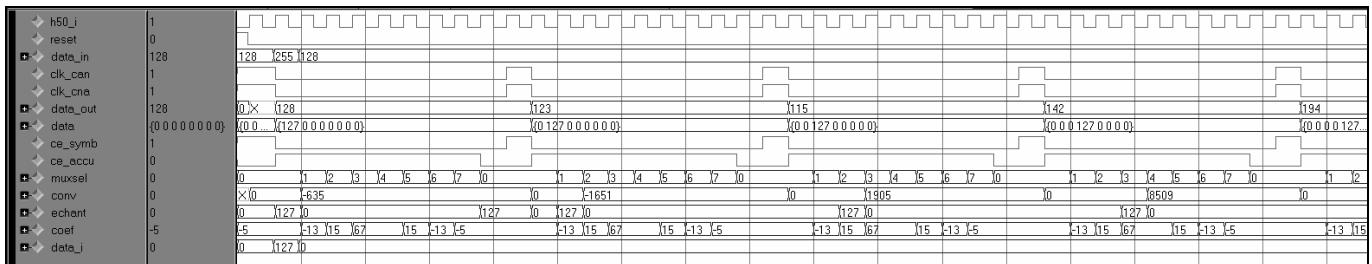 h50_i 1
reset 0
data_in 128 128 255 128
clk_can 1
clk_cna 1
data_out 128 0 X 128 123 115 142 194
data {0 0 0 0 0 0 0 0} {0 0 ... {127 0 0 0 0 0 0 0} {0 127 0 0 0 0 0 0} {0 0 127 0 0 0 0 0} {0 0 0 127 0 0 0 0} {0 0 0 0 127...
ce_symb 1
ce_accu 0
muxsel 0 0 1 2 3 4 5 6 7 0 1 2 3 4 5 6 7 0 1 2 3 4 5 6 7 0 1 2 3 4 5 6 7 0 1 2
conv 0 X 0 -635 0 -1651 0 1905 0 8509 0
echant 0 0 127 0 127 0 127 0 127 0 127 0
coef -5 -5 -13 15 67 15 -13 -5 -13 15 67 15 -13 -5 -13 15 67 15 -13 -5 -13 15 67 15 -13 -5 -13 15
data_i 0 0 127 0